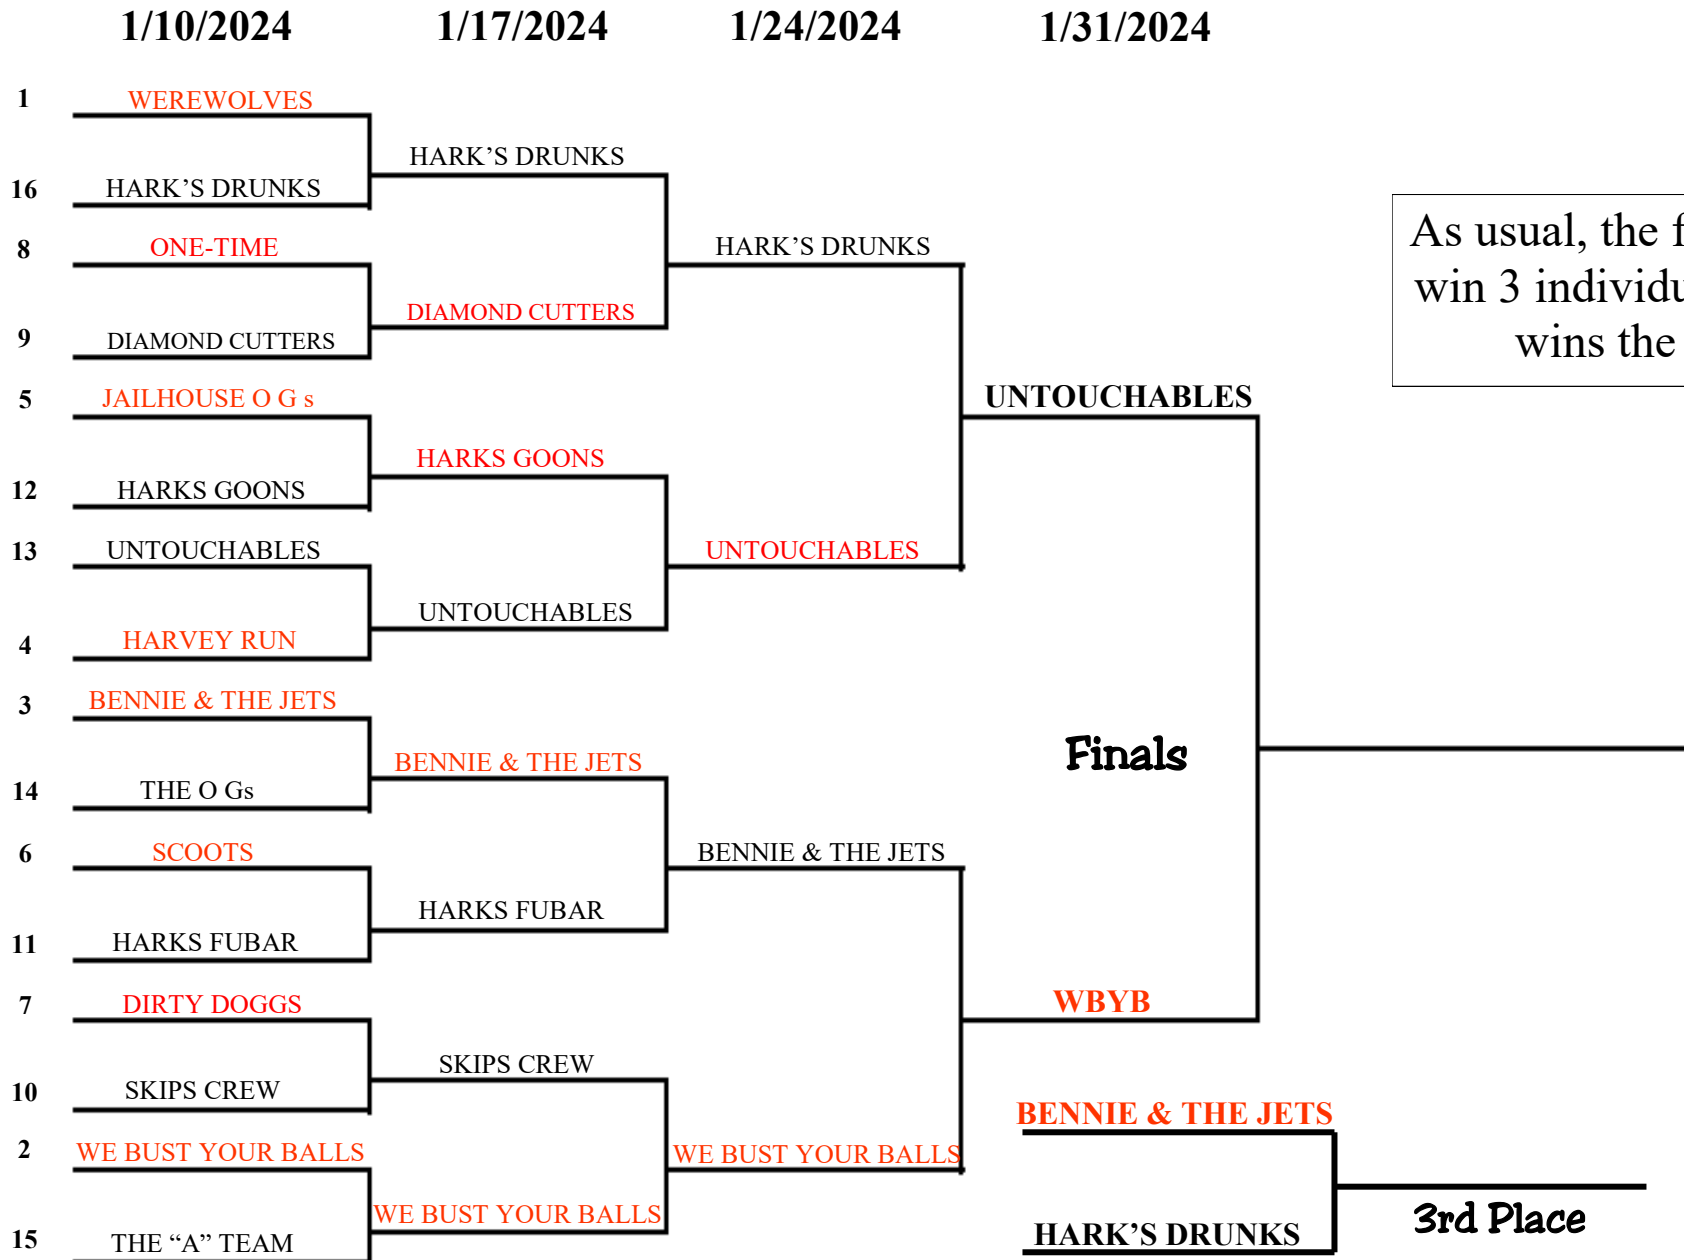 1/10/2024 1/17/2024 1/24/2024 1/31/2024
1 WEREWOLVES
HARK’S DRUNKS
16 HARK’S DRUNKS
8 ONE-TIME
HARK’S DRUNKS
As usual, the f
win 3 individu
wins the
DIAMOND CUTTERS
9 DIAMOND CUTTERS
5 JAILHOUSE O G s
UNTOUCHABLES
HARKS GOONS
12 HARKS GOONS
13 UNTOUCHABLES
UNTOUCHABLES
UNTOUCHABLES
4 HARVEY RUN
3 BENNIE & THE JETS
Finals
BENNIE & THE JETS
14 THE O Gs
6 SCOOTS
BENNIE & THE JETS
HARKS FUBAR
11 HARKS FUBAR
7 DIRTY DOGGS
WBYB
SKIPS CREW
10 SKIPS CREW
BENNIE & THE JETS
2 WE BUST YOUR BALLS
WE BUST YOUR BALLS
WE BUST YOUR BALLS
3rd Place
HARK’S DRUNKS
15 THE “A” TEAM